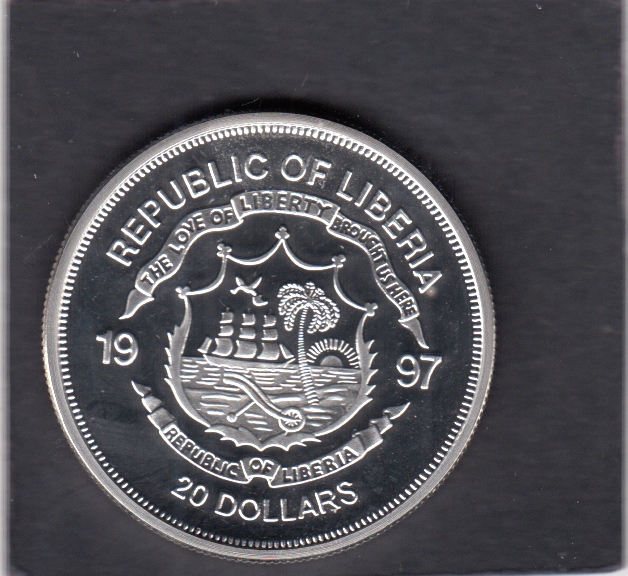 REPUBLIC OF LIBERIA
THE LOVE OF LIBERTY BROUGHT US HERE
19 97
REPUBLIC OF LIBERIA
20 DOLLARS